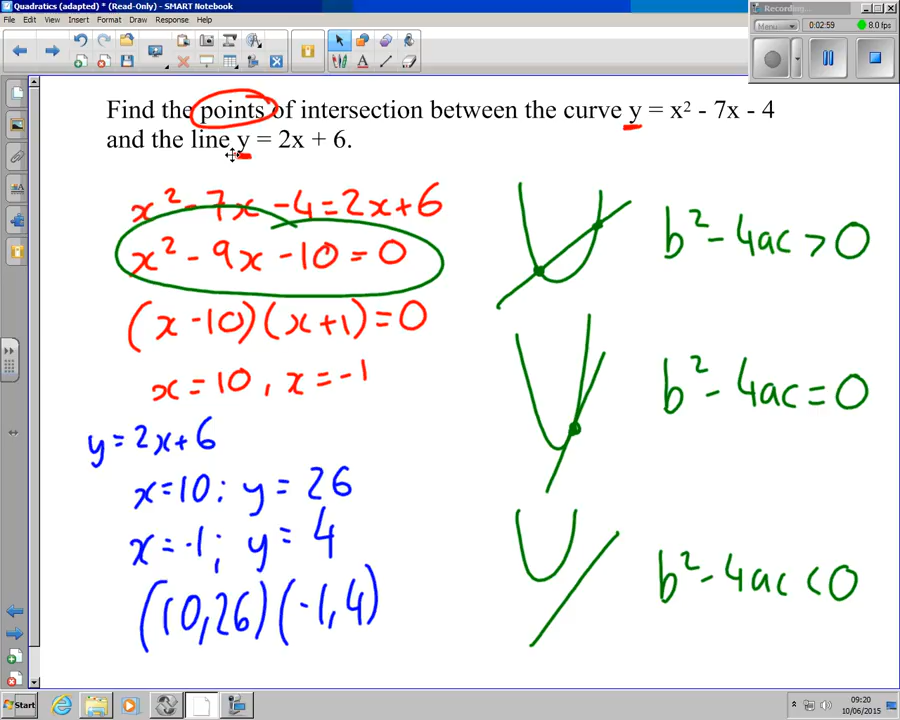 Quadratics (adapted) * (Read-Only) - SMART Notebook
Recording...
File Edit View Insert Format Draw Response Help
Menu 02:59 8.0 fps
Find the points of intersection between the curve y = x² - 7x - 4
and the line y = 2x + 6.
x² - 7x - 4 = 2x + 6
x² - 9x - 10 = 0
(x - 10)(x + 1) = 0
x = 10, x = -1
y = 2x + 6
x = 10; y = 26
x = -1; y = 4
(10, 26) (-1, 4)
b² - 4ac > 0
b² - 4ac = 0
b² - 4ac < 0
Start
09:20
10/06/2015